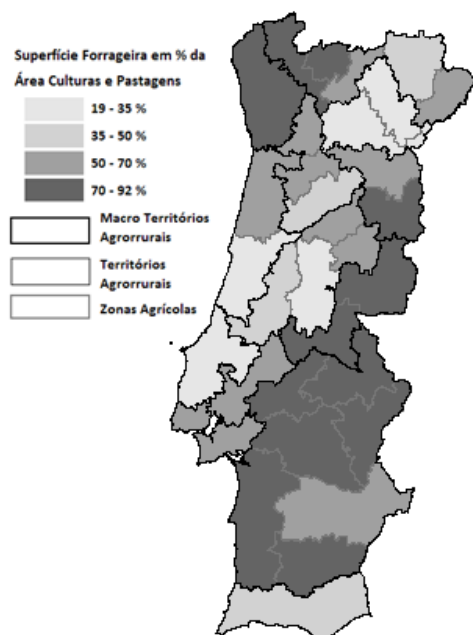 Superfície Forrageira em % da
Área Culturas e Pastagens
19 - 35 %
35 - 50 %
50 - 70 %
70 - 92 %
Macro Territórios
Agrorrurais
Territórios
Agrorrurais
Zonas Agrícolas